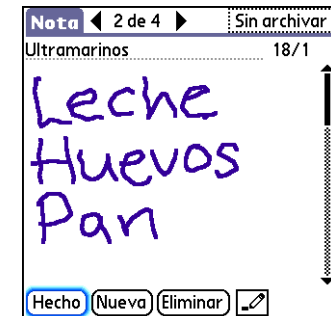 Nota 2 de 4 Sin archivar
Ultramarinos 18/1
Leche
Huevos
Pan
Hecho Nueva Eliminar